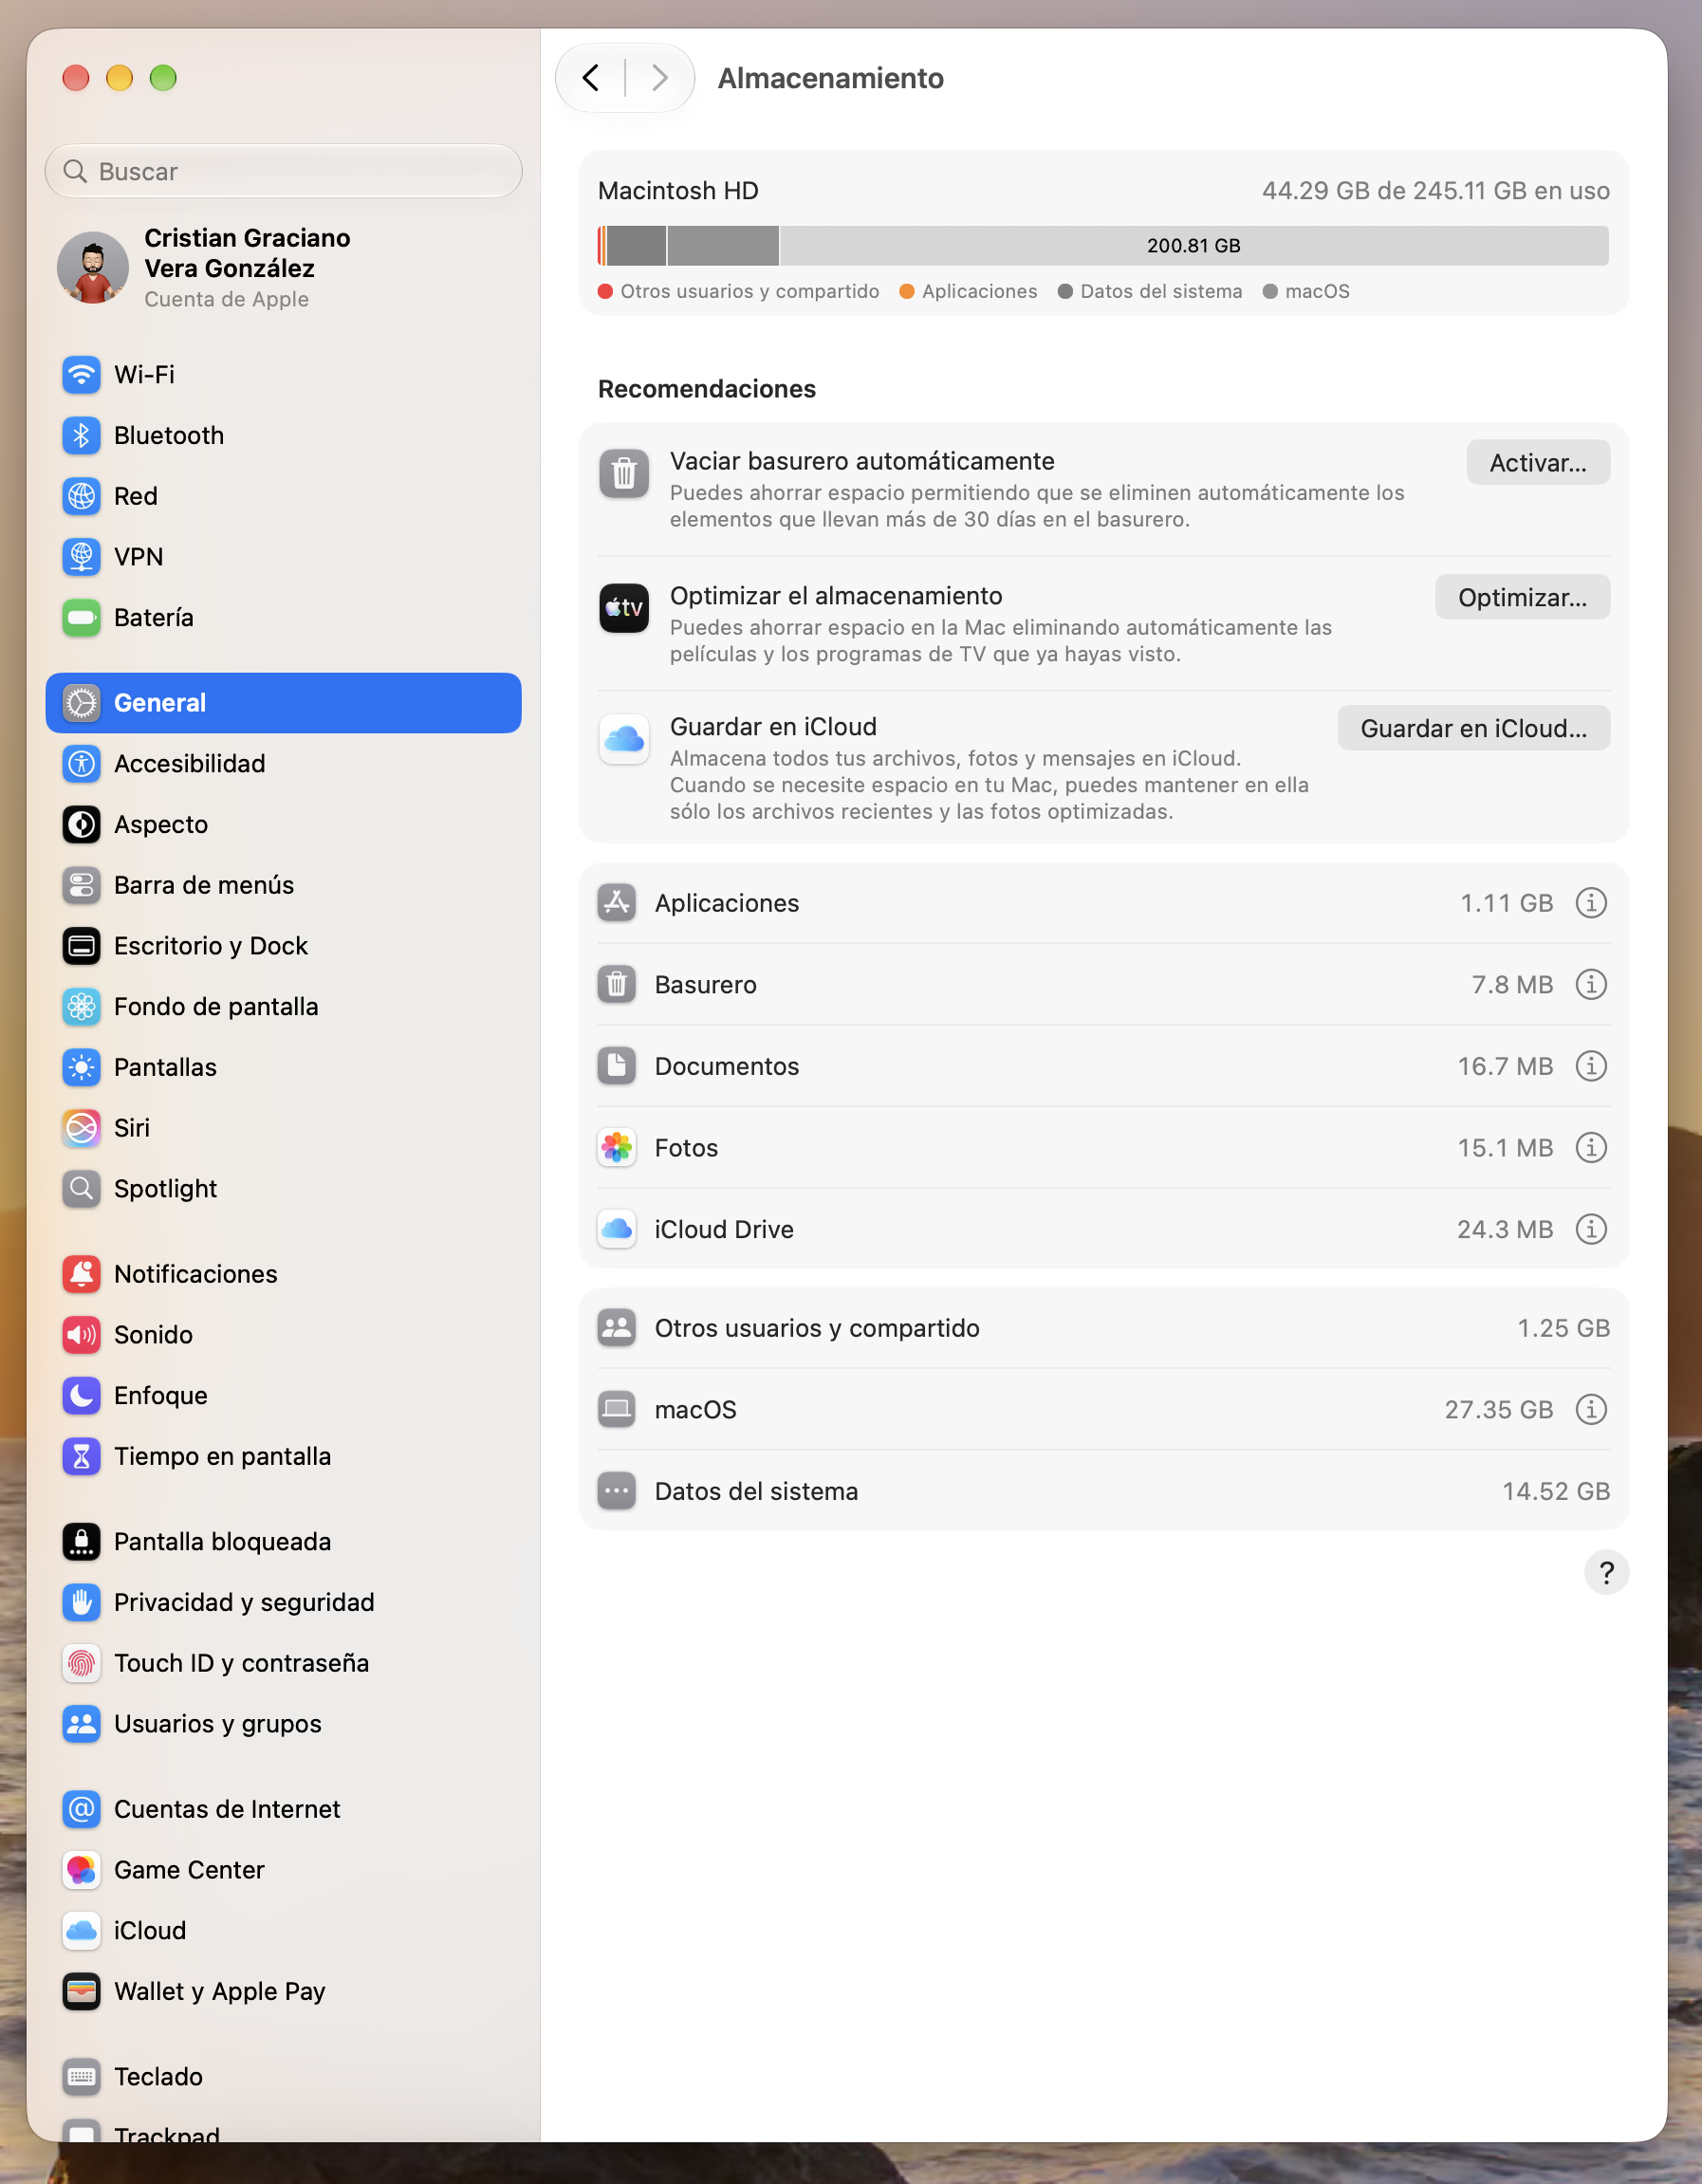 Almacenamiento
Buscar
Cristian Graciano
Vera González
Cuenta de Apple
Wi-Fi
Bluetooth
Red
VPN
Batería
General
Accesibilidad
Aspecto
Barra de menús
Escritorio y Dock
Fondo de pantalla
Pantallas
Siri
Spotlight
Notificaciones
Sonido
Enfoque
Tiempo en pantalla
Pantalla bloqueada
Privacidad y seguridad
Touch ID y contraseña
Usuarios y grupos
Cuentas de Internet
Game Center
iCloud
Wallet y Apple Pay
Teclado
Trackpad
Macintosh HD 44.29 GB de 245.11 GB en uso
200.81 GB
Otros usuarios y compartido Aplicaciones Datos del sistema macOS
Recomendaciones
Vaciar basurero automáticamente Activar...
Puedes ahorrar espacio permitiendo que se eliminen automáticamente los
elementos que llevan más de 30 días en el basurero.
tv
Optimizar el almacenamiento Optimizar...
Puedes ahorrar espacio en la Mac eliminando automáticamente las
películas y los programas de TV que ya hayas visto.
Guardar en iCloud Guardar en iCloud...
Almacena todos tus archivos, fotos y mensajes en iCloud.
Cuando se necesite espacio en tu Mac, puedes mantener en ella
sólo los archivos recientes y las fotos optimizadas.
Aplicaciones 1.11 GB
Basurero 7.8 MB
Documentos 16.7 MB
Fotos 15.1 MB
iCloud Drive 24.3 MB
Otros usuarios y compartido 1.25 GB
macOS 27.35 GB
Datos del sistema 14.52 GB
?